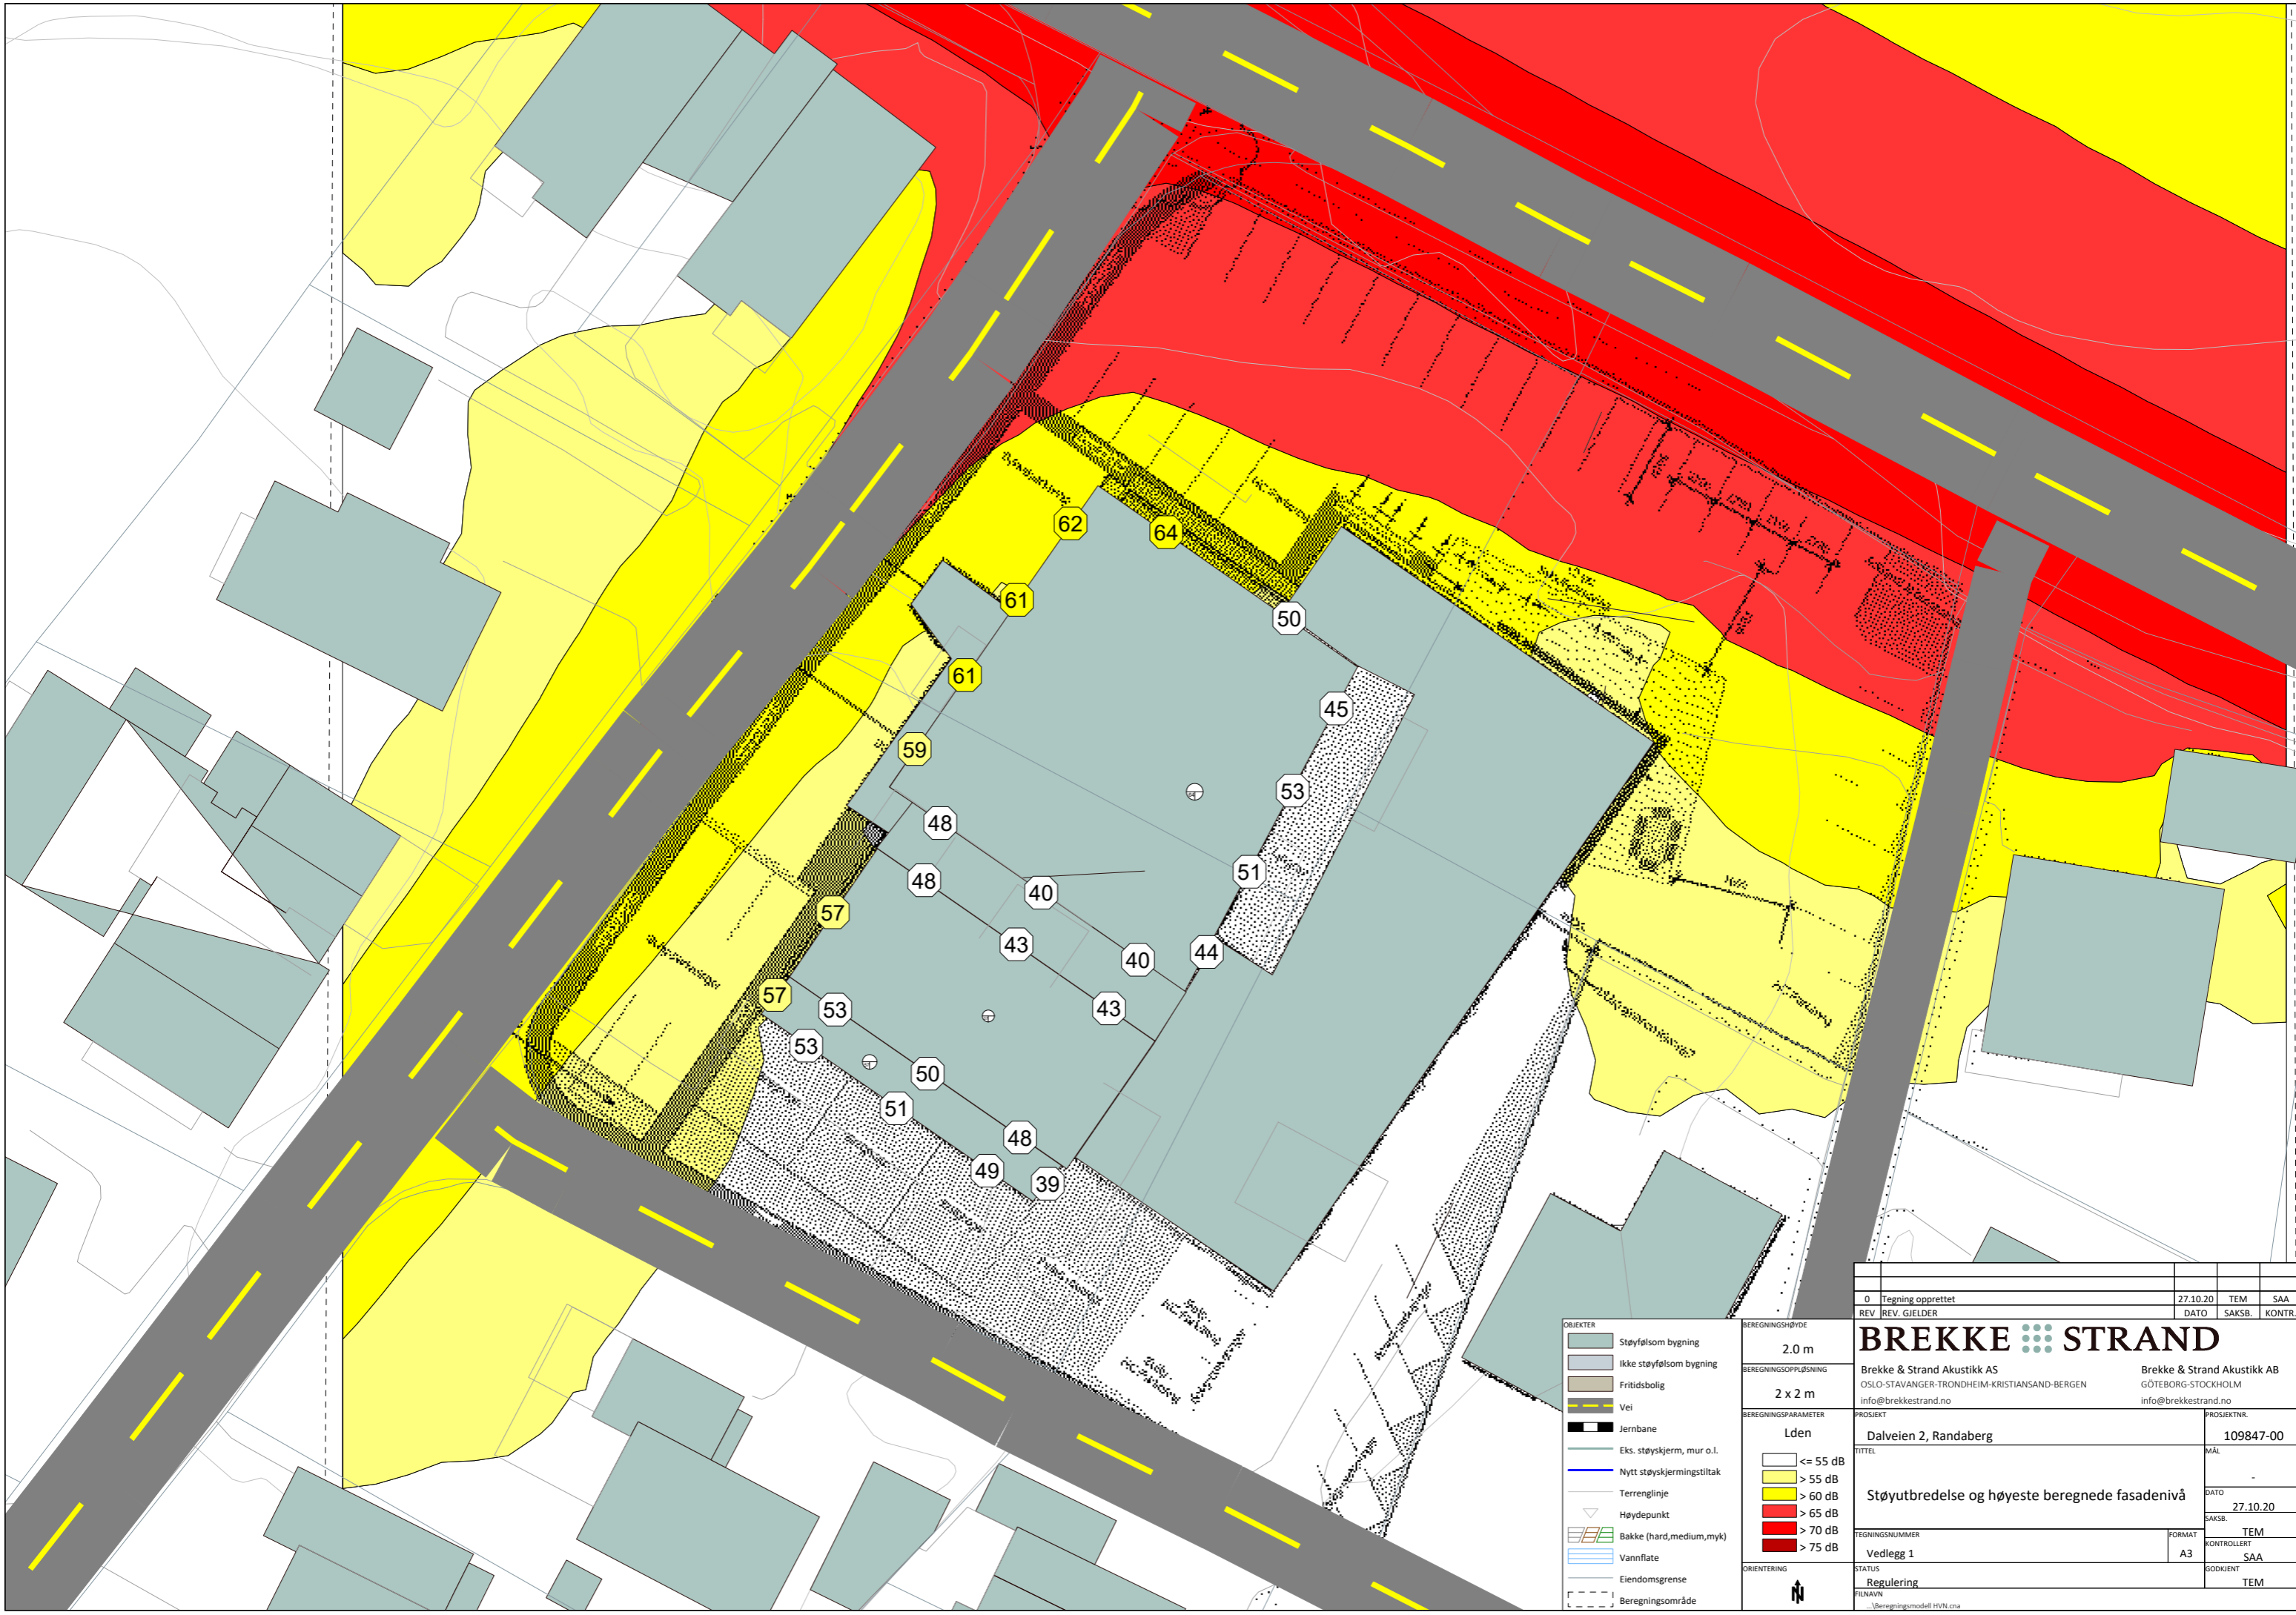 62
64
61
50
61
45
59
53
48
51
48
40
57
43
44
40
57
53
43
53
50
51
48
49
39
0 Tegning opprettet 27.10.20 TEM SAA
REV REV. GJELDER DATO SAKSB. KONTR.
OBJEKTER
Støyfølsom bygning
Ikke støyfølsom bygning
Fritidsbolig
Vei
Jernbane
Eks. støyskjerm, mur o.l.
Nytt støyskjermingstiltak
Terrenglinje
Høydepunkt
Bakke (hard,medium,myk)
Vannflate
Eiendomsgrense
Beregningsområde
BEREGNINGSHØYDE
2.0 m
BEREGNINGSOPPLØSNING
2 x 2 m
BEREGNINGSPARAMETER
Lden
<= 55 dB
> 55 dB
> 60 dB
> 65 dB
> 70 dB
> 75 dB
ORIENTERING
N
BREKKE STRAND
Brekke & Strand Akustikk AS Brekke & Strand Akustikk AB
OSLO-STAVANGER-TRONDHEIM-KRISTIANSAND-BERGEN GÖTEBORG-STOCKHOLM
info@brekkestrand.no info@brekkestrand.no
PROSJEKT
Dalveien 2, Randaberg
PROSJEKTNR.
109847-00
TITTEL
Støyutbredelse og høyeste beregnede fasadenivå
MÅL
-
DATO
27.10.20
SAKSB.
TEM
TEGNINGSNUMMER
Vedlegg 1
FORMAT
A3
KONTROLLERT
SAA
STATUS
Regulering
GODKJENT
TEM
FILNAVN
...\Beregningsmodell HVN.cna